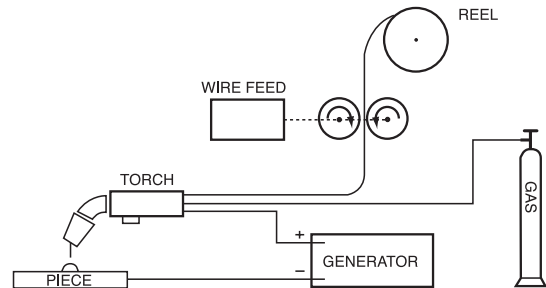 REEL
WIRE FEED
TORCH
GAS
+
GENERATOR
−
PIECE